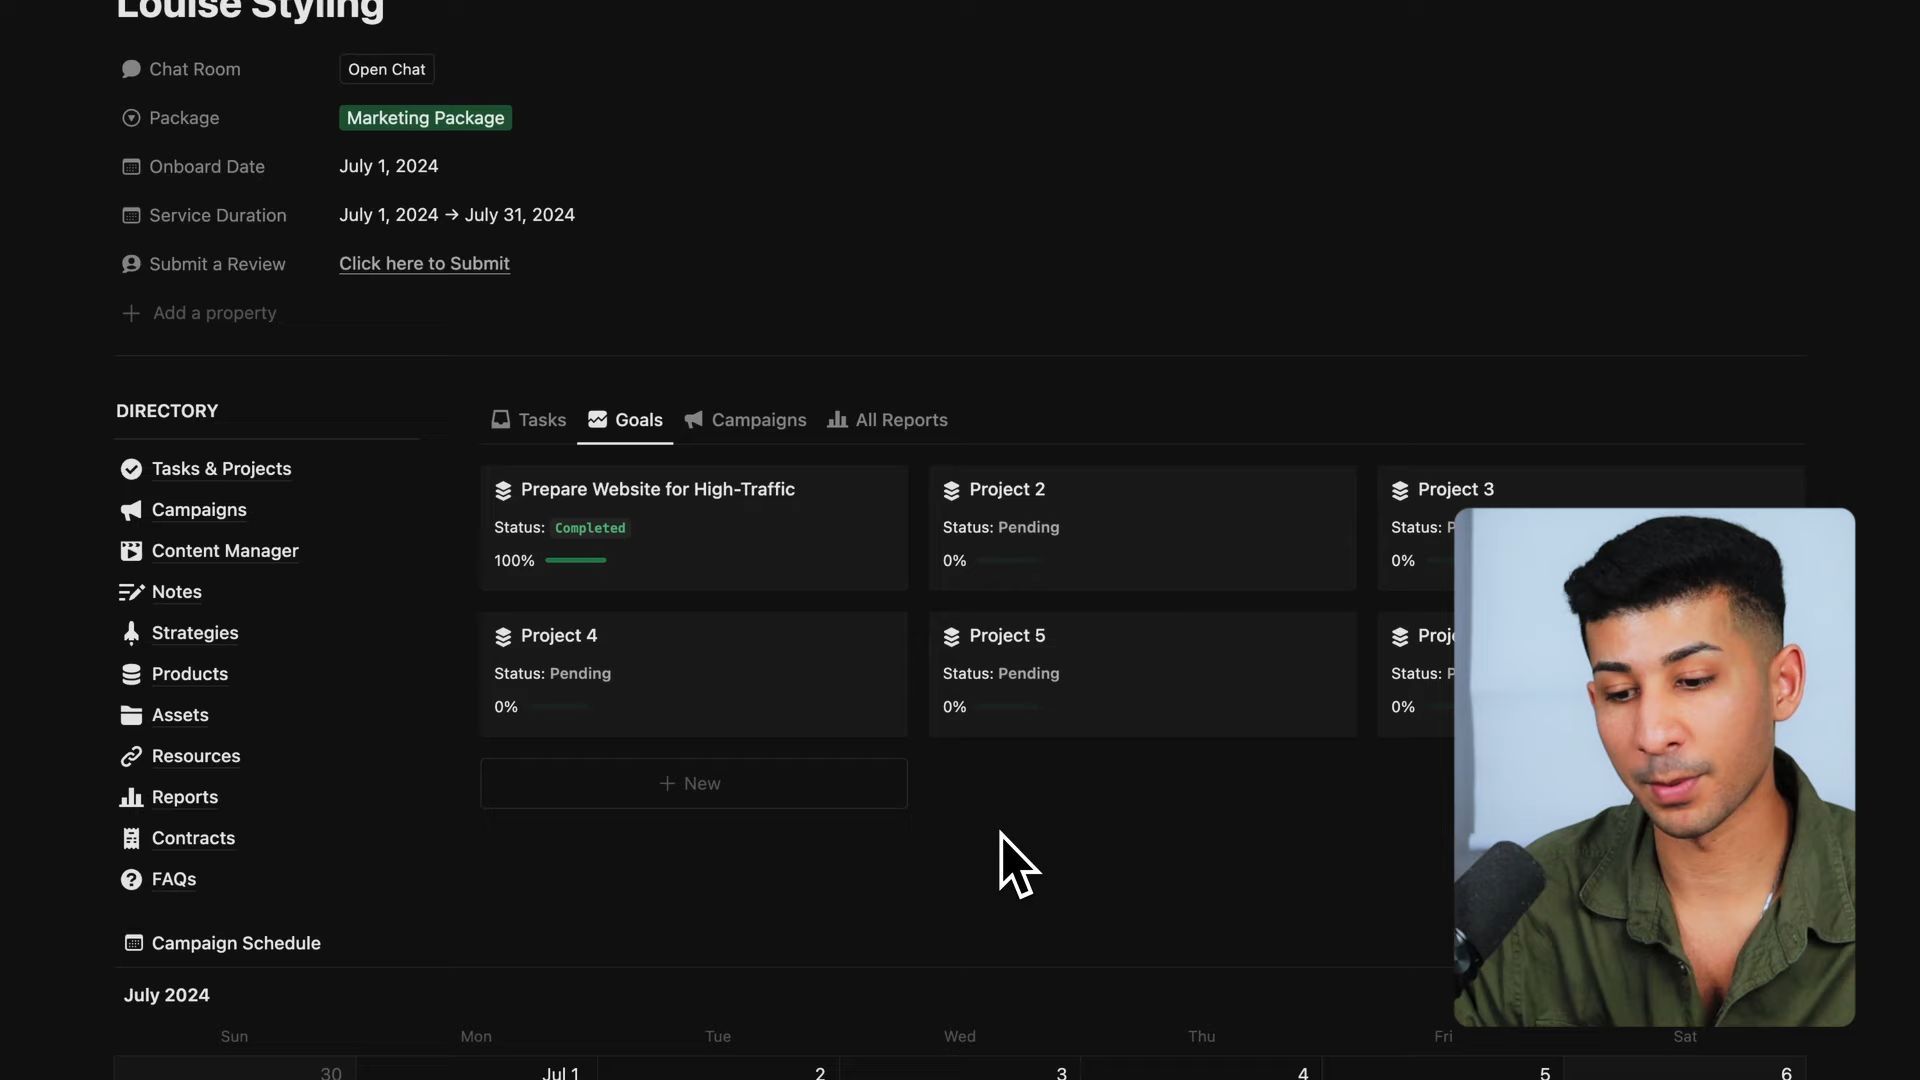 Louise Styling
Chat Room Open Chat
Package Marketing Package
Onboard Date July 1, 2024
Service Duration July 1, 2024 → July 31, 2024
Submit a Review Click here to Submit
+ Add a property
DIRECTORY
Tasks & Projects
Campaigns
Content Manager
Notes
Strategies
Products
Assets
Resources
Reports
Contracts
FAQs
Tasks Goals Campaigns All Reports
Prepare Website for High-Traffic
Status: Completed
100%
Project 2
Status: Pending
0%
Project 3
Status: P
0%
Project 4
Status: Pending
0%
Project 5
Status: Pending
0%
Proj
Status: P
0%
+ New
Campaign Schedule
July 2024
Sun Mon Tue Wed Thu Fri Sat
30 Jul 1 2 3 4 5 6